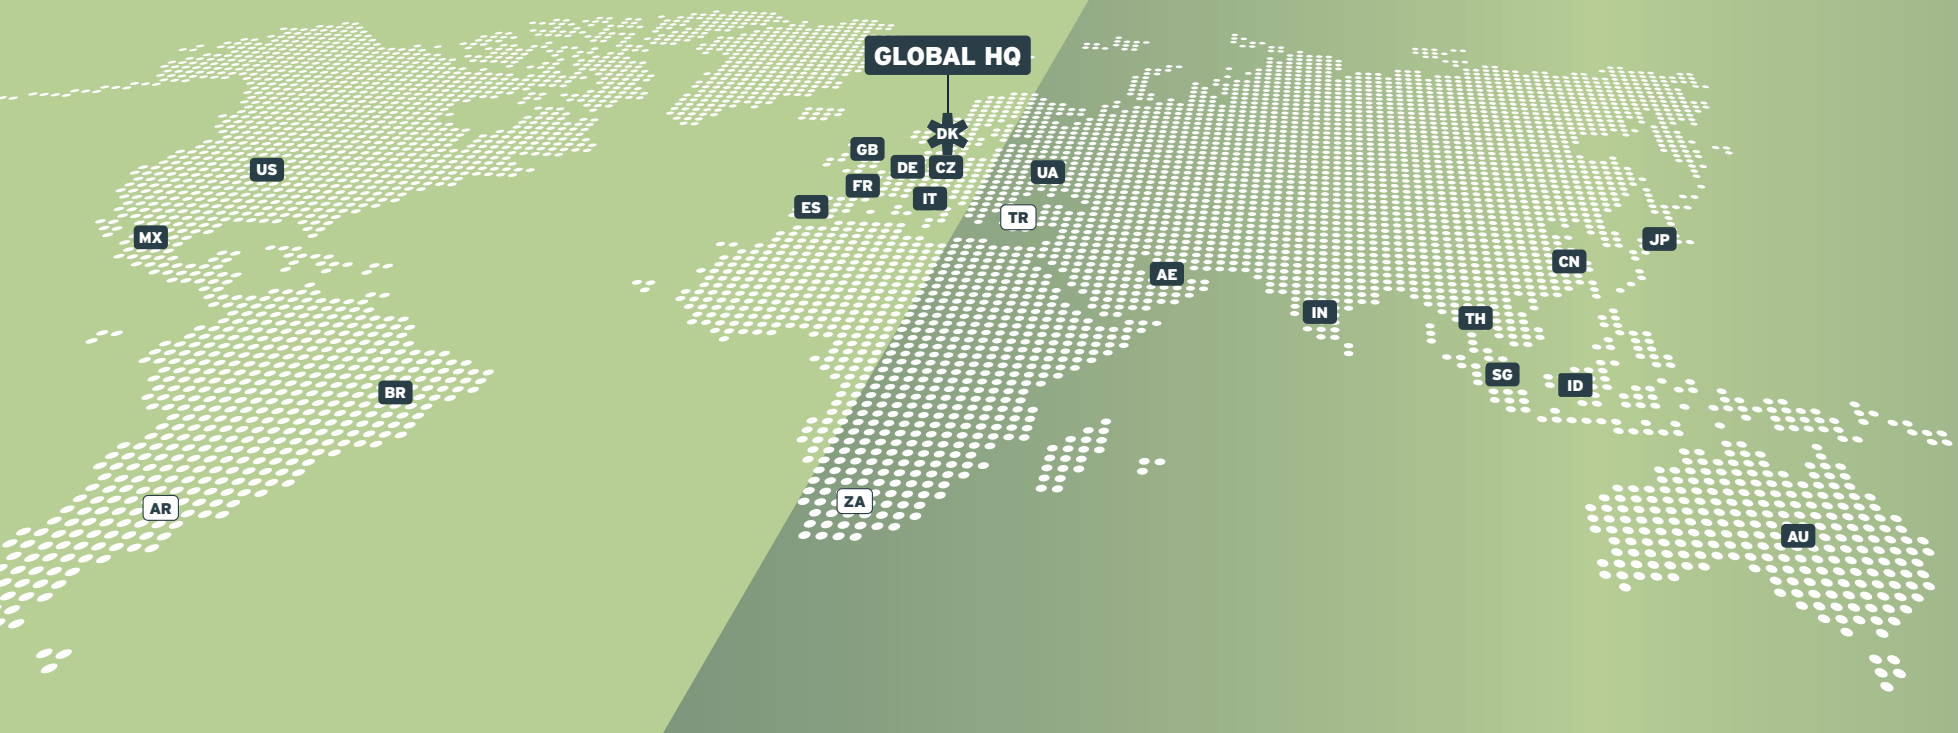 GLOBAL HQ
DK
GB
DE
CZ
US
UA
FR
IT
ES
TR
MX
JP
CN
AE
IN
TH
SG
ID
BR
ZA
AR
AU